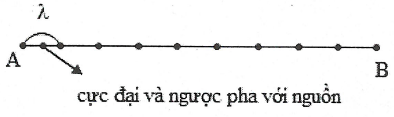 λ
A
B
cực đại và ngược pha với nguồn